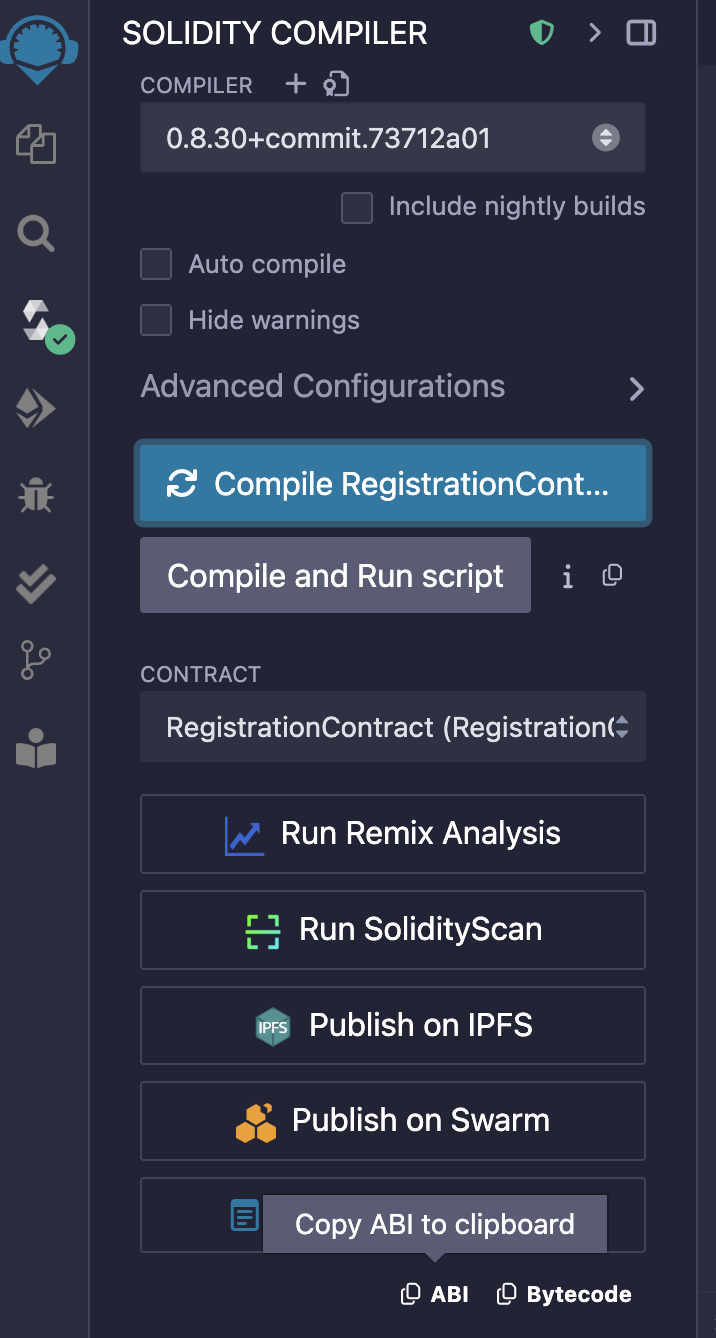 SOLIDITY COMPILER
COMPILER
0.8.30+commit.73712a01
Include nightly builds
Auto compile
Hide warnings
Advanced Configurations
Compile RegistrationCont...
Compile and Run script
CONTRACT
RegistrationContract (Registration
Run Remix Analysis
Run SolidityScan
IPFS Publish on IPFS
Publish on Swarm
Copy ABI to clipboard
ABI Bytecode